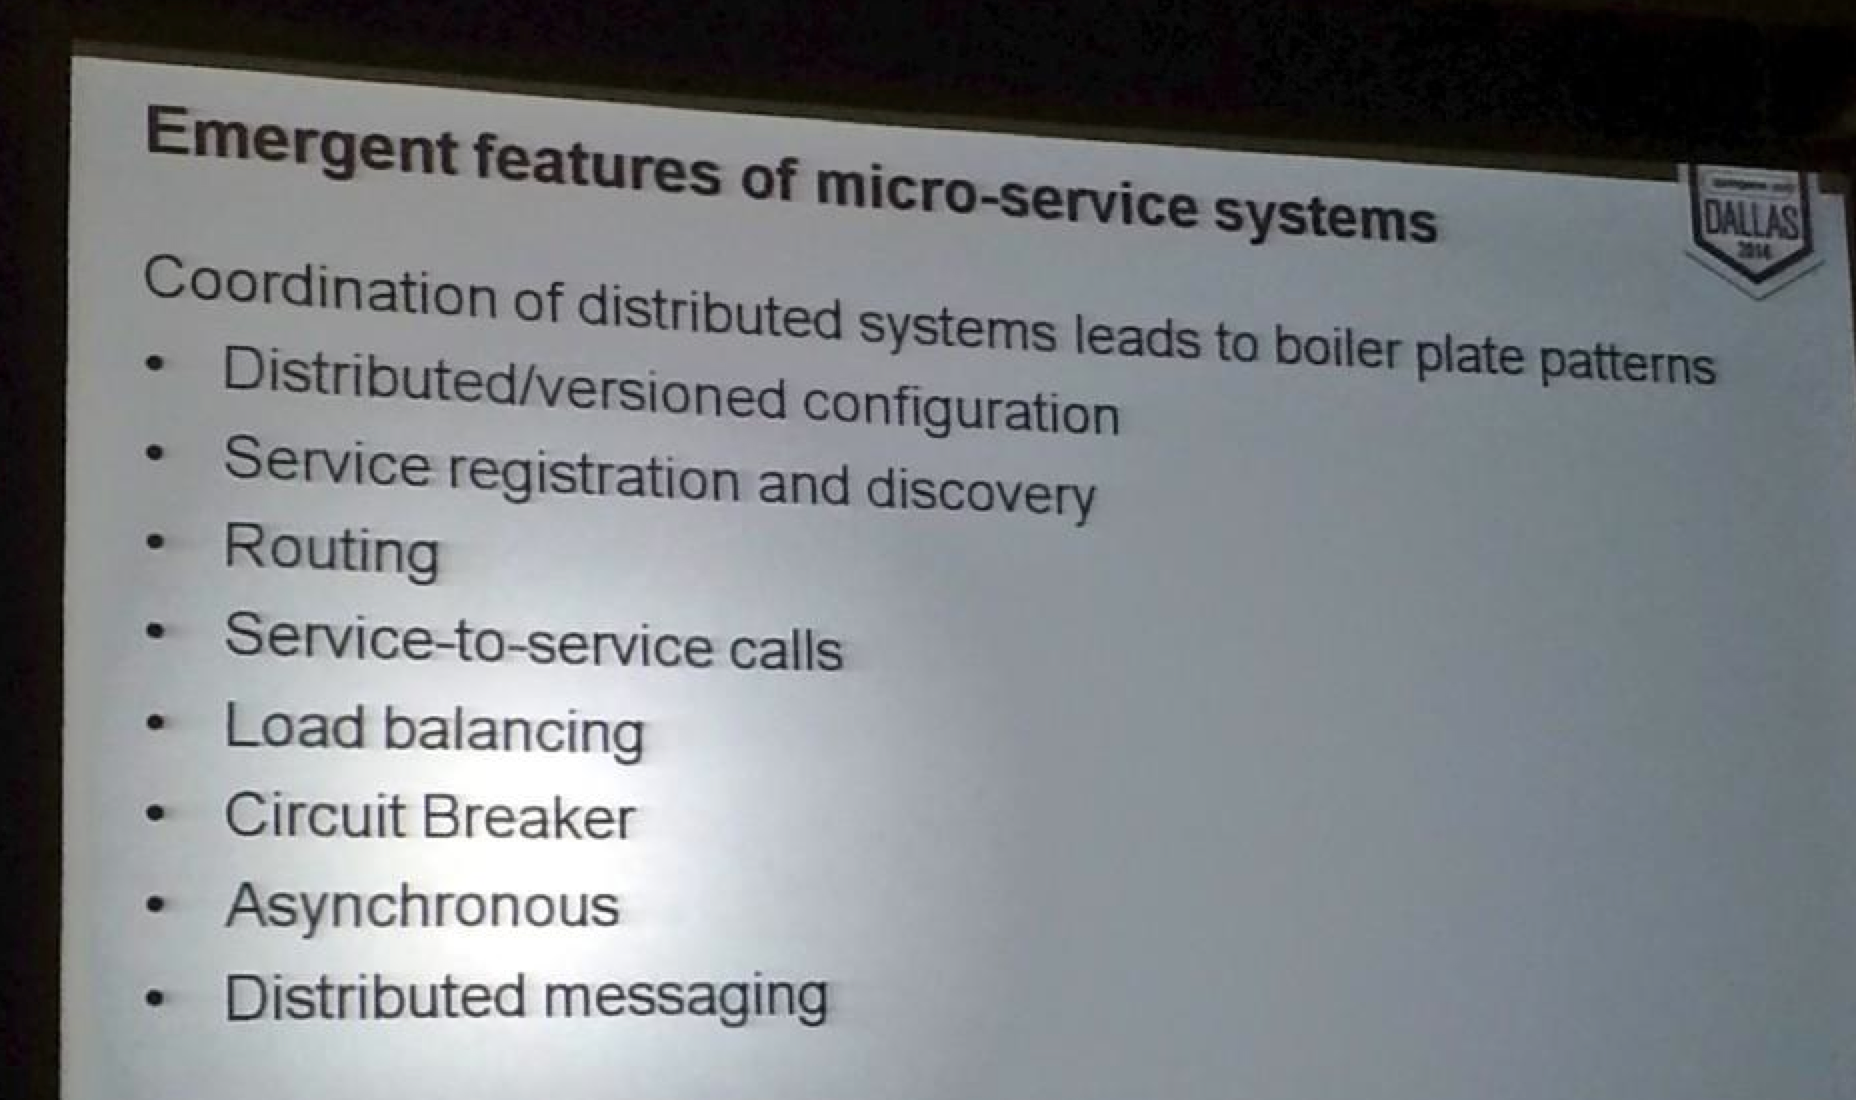 Emergent features of micro-service systems
DALLAS
2014
Coordination of distributed systems leads to boiler plate patterns
• Distributed/versioned configuration
• Service registration and discovery
• Routing
• Service-to-service calls
• Load balancing
• Circuit Breaker
• Asynchronous
• Distributed messaging